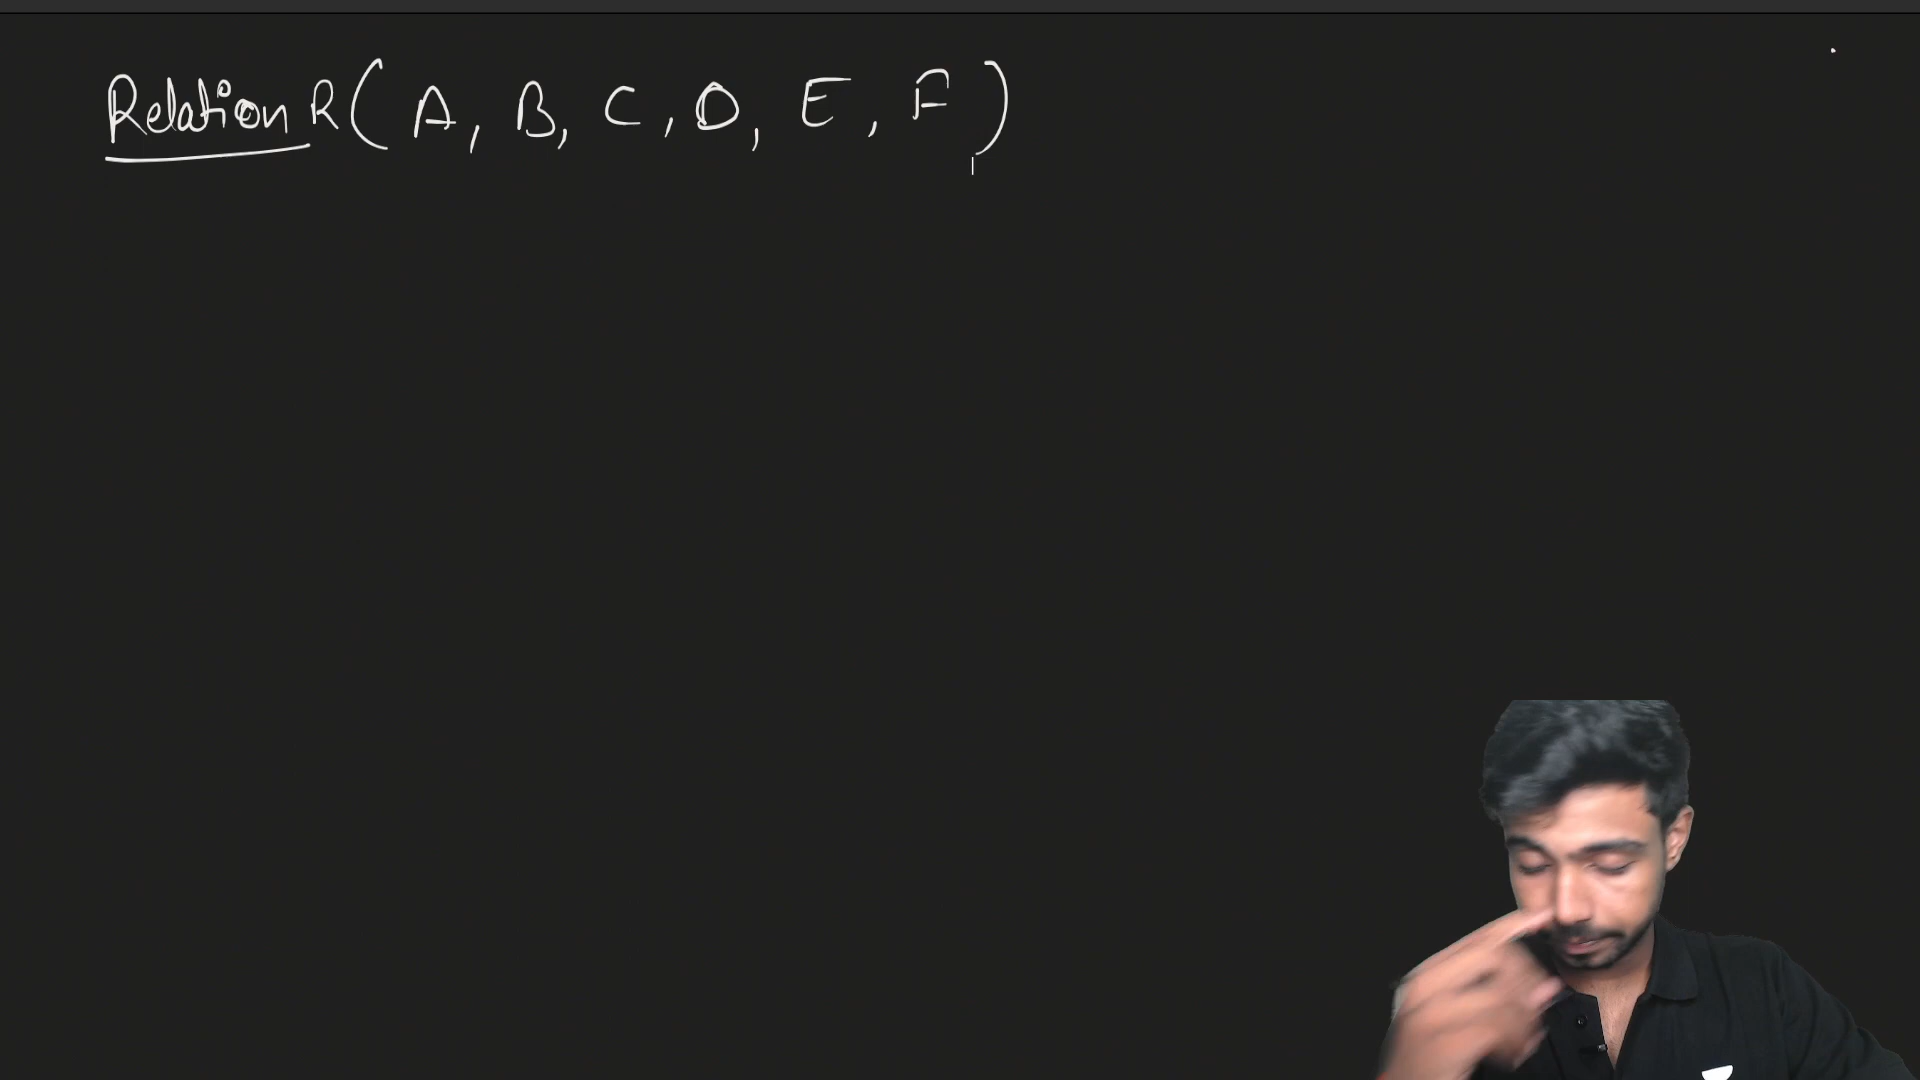 Relation R( A, B, C, D, E, F )